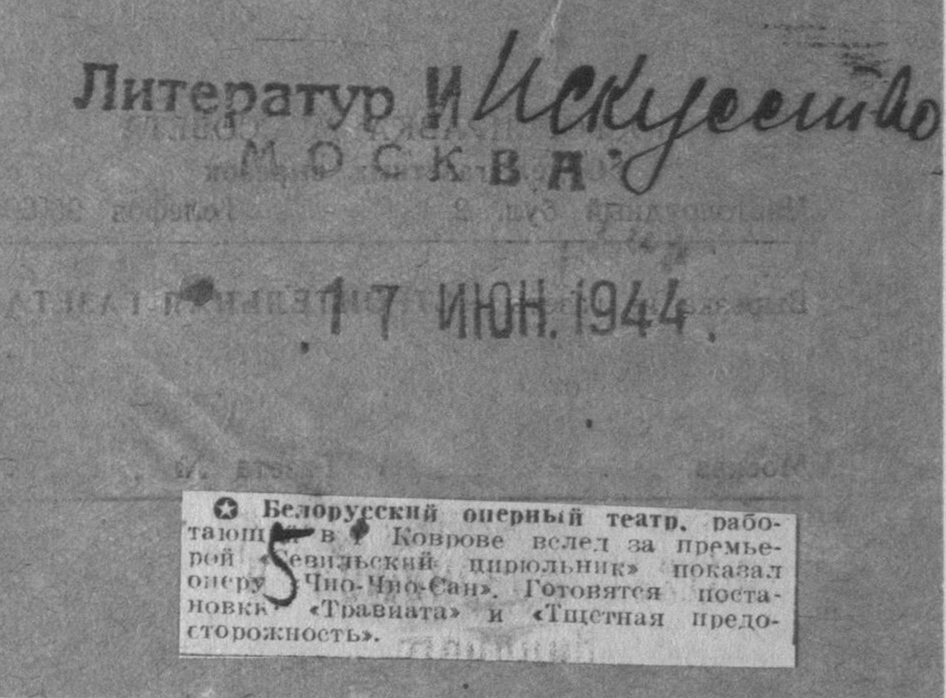 Литератур И Искусство
МОСКВА
17 ИЮН. 1944
Белорусский оперный театр, рабо-
тающий в г Коврове вслед за премье-
рой «Севильский цирюльник» показал
оперу «Чио-Чио-Сан». Готовятся поста-
новки «Травиата» и «Тщетная предо-
сторожность».
5